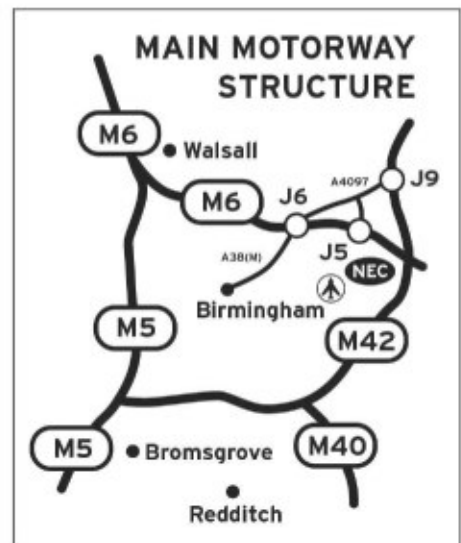 MAIN MOTORWAY
STRUCTURE
M6
Walsall
M6
A4097
J9
J6
J5
A38(M)
NEC
Birmingham
M5
M42
M5
Bromsgrove
M40
Redditch